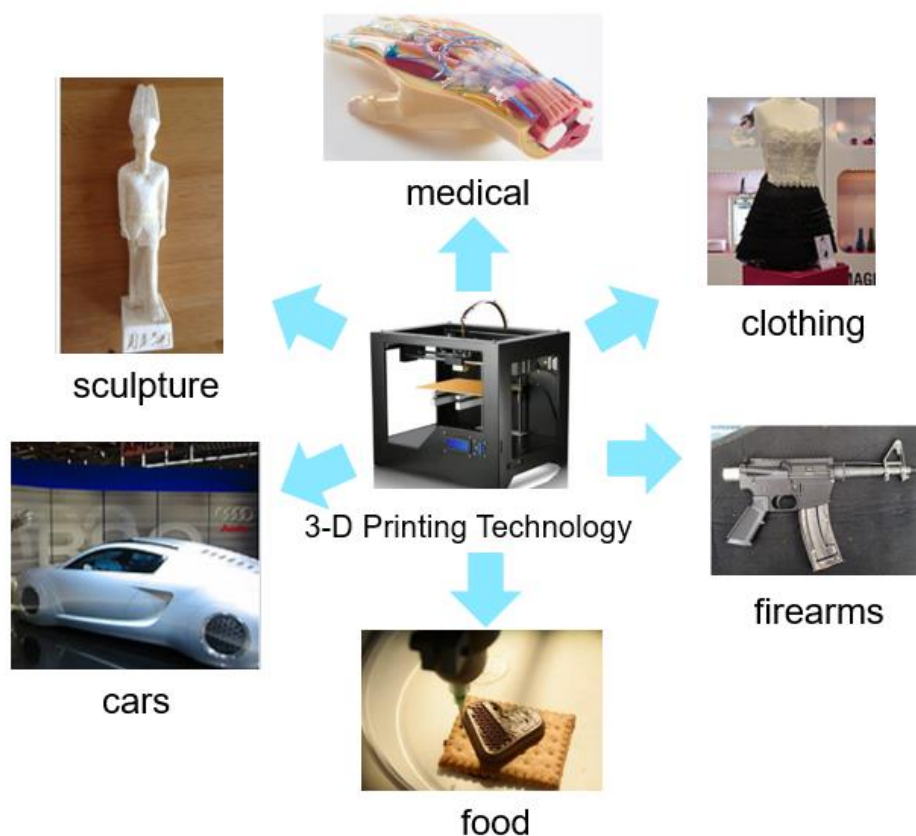 medical
sculpture
clothing
3-D Printing Technology
cars
firearms
food